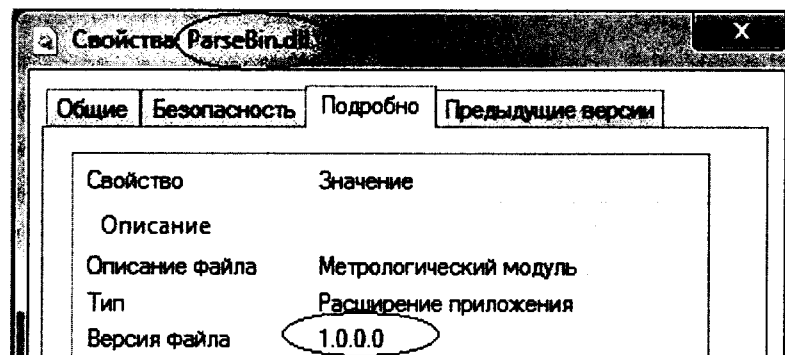 Свойства: ParseBin.dll
X
Общие Безопасность Подробно Предыдущие версии
Свойство Значение
Описание
Описание файла Метрологический модуль
Тип Расширение приложения
Версия файла 1.0.0.0